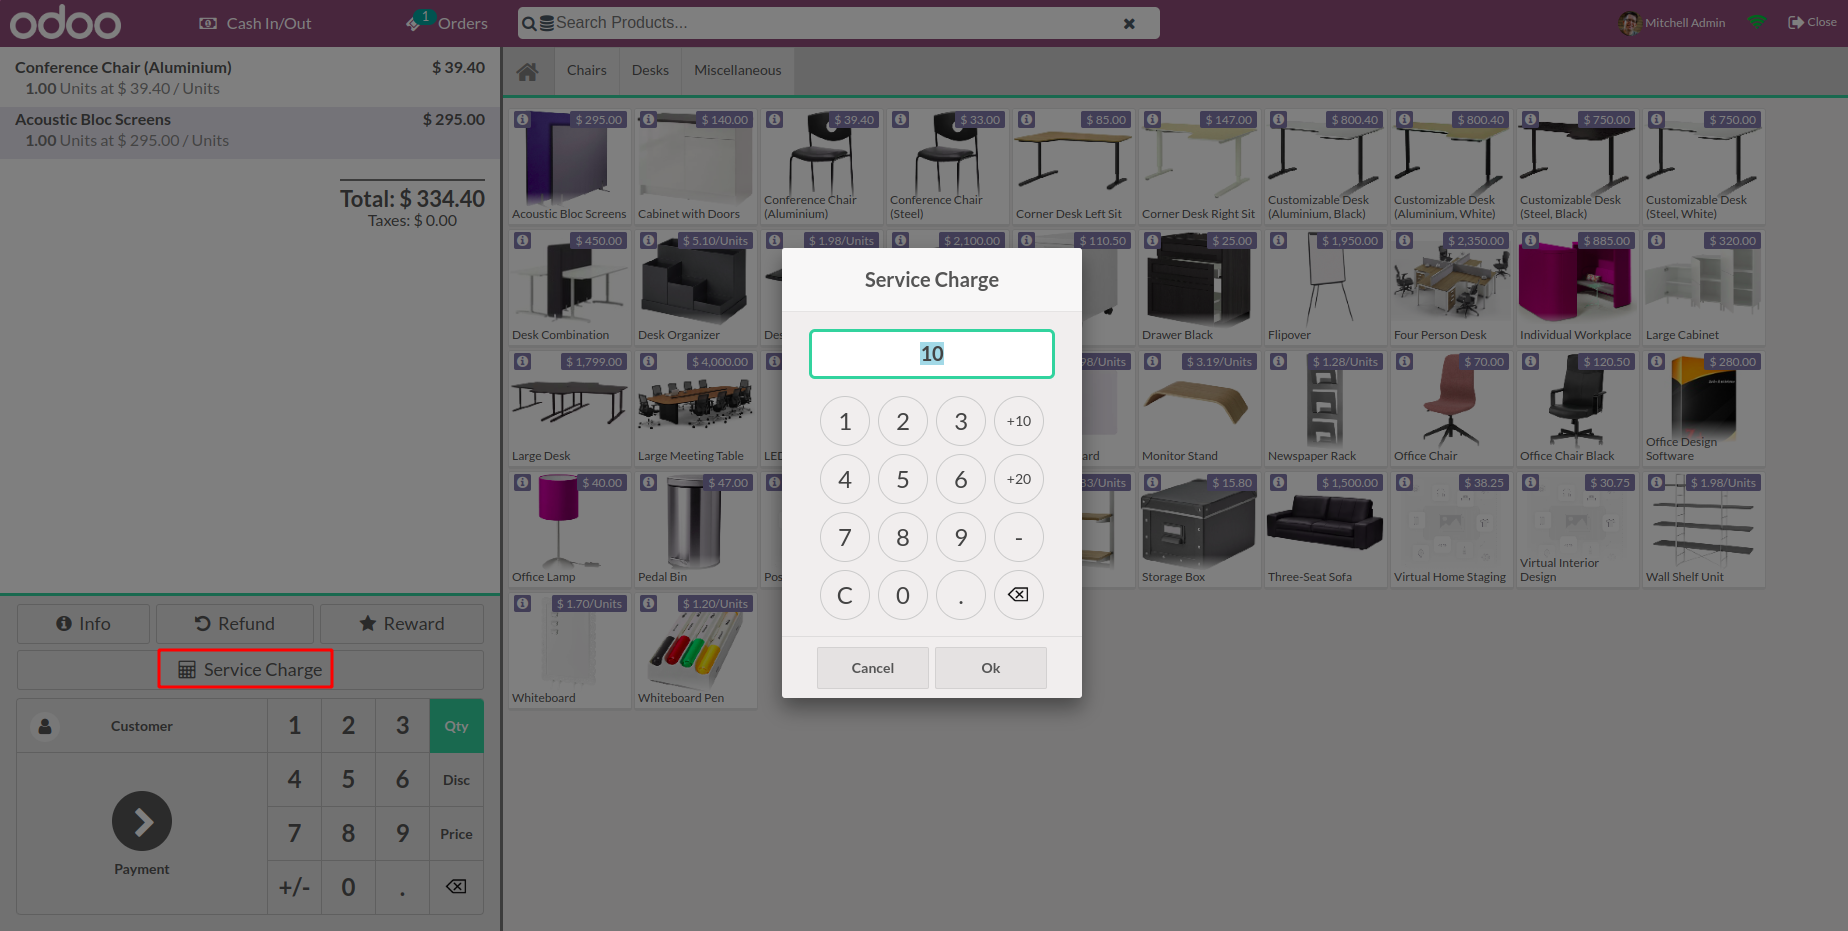 odoo
Cash In/Out
1
Orders
Search Products...
Mitchell Admin
Close
Conference Chair (Aluminium) $ 39.40
1.00 Units at $ 39.40 / Units
Acoustic Bloc Screens $ 295.00
1.00 Units at $ 295.00 / Units
Total: $ 334.40
Taxes: $ 0.00
Info
Refund
Reward
Service Charge
Customer
Payment
1 2 3 Qty
4 5 6 Disc
7 8 9 Price
+/- 0 .
Chairs Desks Miscellaneous
$ 295.00
Acoustic Bloc Screens
$ 140.00
Cabinet with Doors
$ 39.40
Conference Chair
(Aluminium)
$ 33.00
Conference Chair
(Steel)
$ 85.00
Corner Desk Left Sit
$ 147.00
Corner Desk Right Sit
$ 800.40
Customizable Desk
(Aluminium, Black)
$ 800.40
Customizable Desk
(Aluminium, White)
$ 750.00
Customizable Desk
(Steel, Black)
$ 750.00
Customizable Desk
(Steel, White)
$ 450.00
Desk Combination
$ 5.10/Units
Desk Organizer
$ 1.98/Units
$ 2,100.00
$ 110.50
$ 25.00
Drawer Black
$ 1,950.00
Flipover
$ 2,350.00
Four Person Desk
$ 885.00
Individual Workplace
$ 320.00
Large Cabinet
$ 1,799.00
Large Desk
$ 4,000.00
Large Meeting Table
$ 3.19/Units
Monitor Stand
$ 1.28/Units
Newspaper Rack
$ 70.00
Office Chair
$ 120.50
Office Chair Black
$ 280.00
Office Design
Software
$ 40.00
Office Lamp
$ 47.00
Pedal Bin
$ 15.80
Storage Box
$ 1,500.00
Three-Seat Sofa
$ 38.25
Virtual Home Staging
$ 30.75
Virtual Interior
Design
$ 1.98/Units
Wall Shelf Unit
$ 1.70/Units
Whiteboard
$ 1.20/Units
Whiteboard Pen
Service Charge
10
1 2 3 +10
4 5 6 +20
7 8 9 -
C 0 .
Cancel Ok